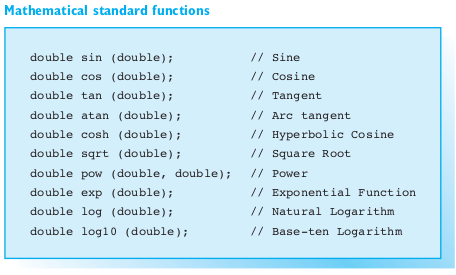 Mathematical standard functions
double sin (double); // Sine
double cos (double); // Cosine
double tan (double); // Tangent
double atan (double); // Arc tangent
double cosh (double); // Hyperbolic Cosine
double sqrt (double); // Square Root
double pow (double, double); // Power
double exp (double); // Exponential Function
double log (double); // Natural Logarithm
double log10 (double); // Base-ten Logarithm